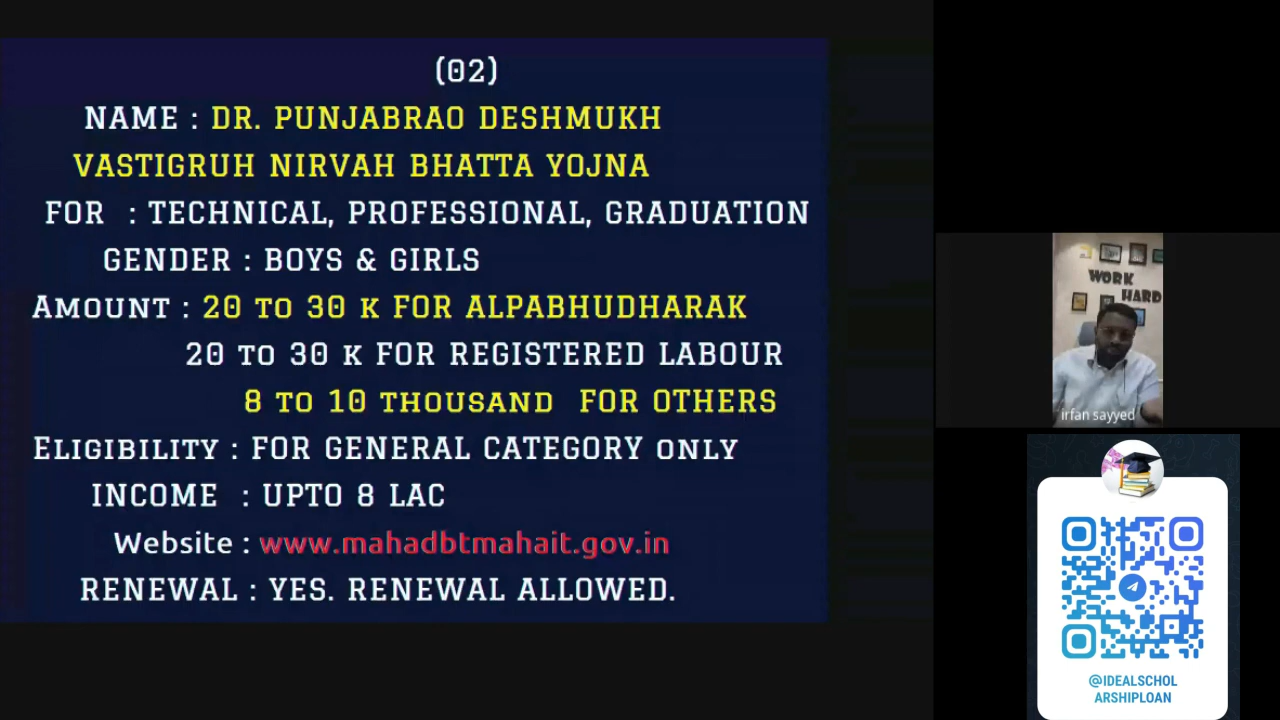 (02)
NAME : DR. PUNJABRAO DESHMUKH
VASTIGRUH NIRVAH BHATTA YOJNA
FOR : TECHNICAL, PROFESSIONAL, GRADUATION
GENDER : BOYS & GIRLS
AMOUNT : 20 TO 30 K FOR ALPABHUDHARAK
20 TO 30 K FOR REGISTERED LABOUR
8 TO 10 THOUSAND FOR OTHERS
ELIGIBILITY : FOR GENERAL CATEGORY ONLY
INCOME : UPTO 8 LAC
Website : www.mahadbtmahait.gov.in
RENEWAL : YES. RENEWAL ALLOWED.
WORK
HARD
irfan sayyed
@IDEALSCHOL
ARSHIPLOAN